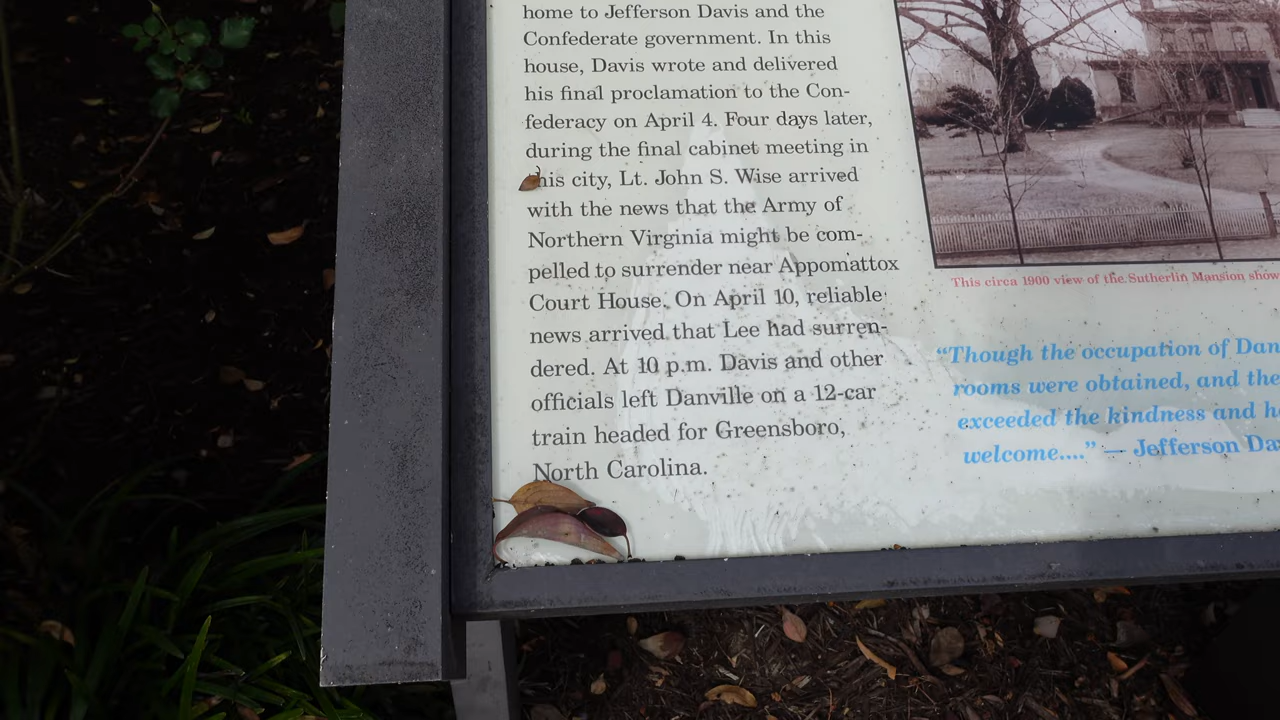 home to Jefferson Davis and the
Confederate government. In this
house, Davis wrote and delivered
his final proclamation to the Con-
federacy on April 4. Four days later,
during the final cabinet meeting in
this city, Lt. John S. Wise arrived
with the news that the Army of
Northern Virginia might be com-
pelled to surrender near Appomattox
Court House. On April 10, reliable
news arrived that Lee had surren-
dered. At 10 p.m. Davis and other
officials left Danville on a 12-car
train headed for Greensboro,
North Carolina.
This circa 1900 view of the Sutherlin Mansion show
“Though the occupation of Dan
rooms were obtained, and the
exceeded the kindness and h
welcome....” — Jefferson Da